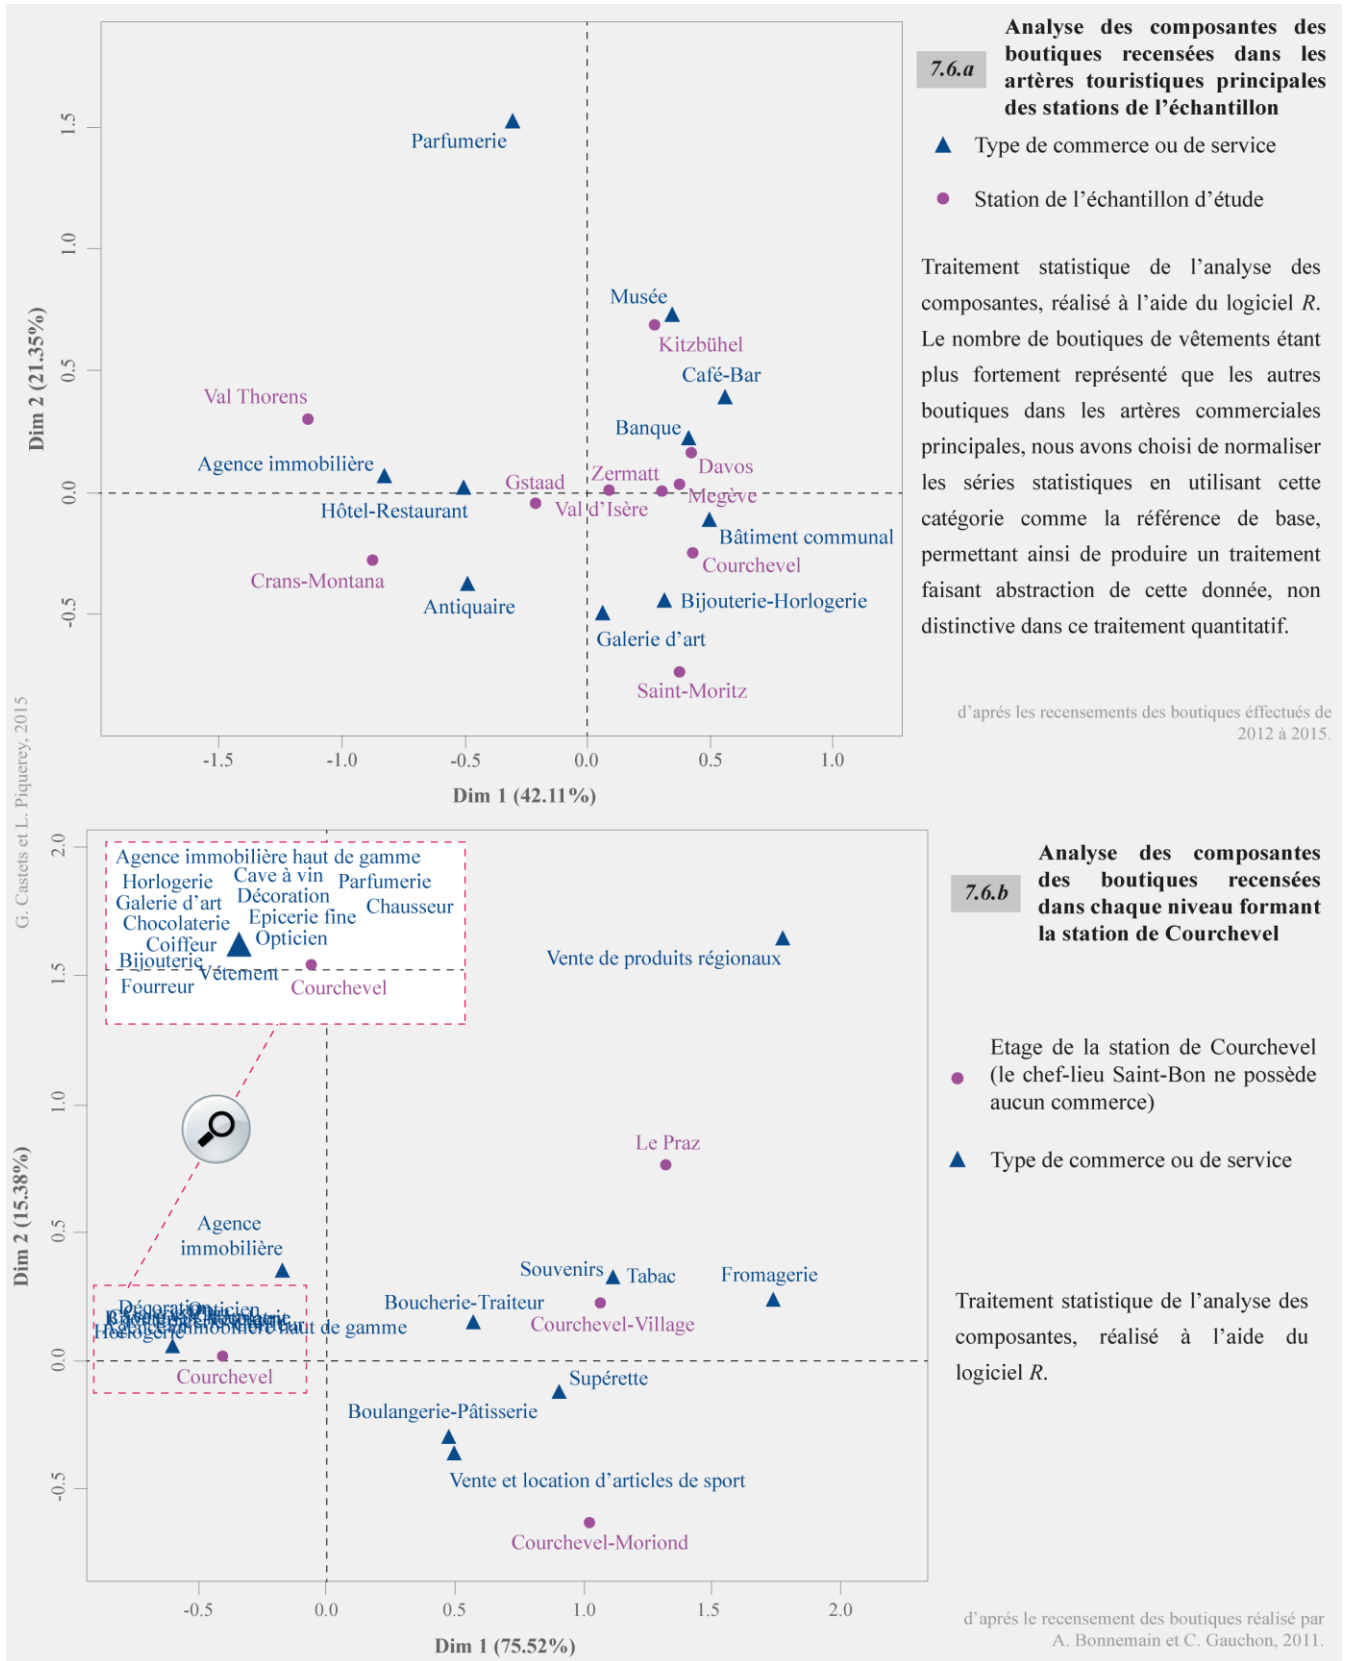 7.6.a
Analyse des composantes des
boutiques recensées dans les
artères touristiques principales
des stations de l'échantillon
Type de commerce ou de service
Station de l'échantillon d'étude
Traitement statistique de l'analyse des
composantes, réalisé à l'aide du logiciel R.
Le nombre de boutiques de vêtements étant
plus fortement représenté que les autres
boutiques dans les artères commerciales
principales, nous avons choisi de normaliser
les séries statistiques en utilisant cette
catégorie comme la référence de base,
permettant ainsi de produire un traitement
faisant abstraction de cette donnée, non
distinctive dans ce traitement quantitatif.
d'aprés les recensements des boutiques éffectués de
2012 à 2015.
Dim 2 (21.35%)
1.5
1.0
0.5
0.0
-0.5
Parfumerie
Musée
Kitzbühel
Café-Bar
Val Thorens
Banque
Agence immobilière
Davos
Zermatt
Gstaad
Megève
Hôtel-Restaurant
Val d'Isère
Bâtiment communal
Courchevel
Crans-Montana
Antiquaire
Bijouterie-Horlogerie
Galerie d'art
Saint-Moritz
-1.5
-1.0
-0.5
0.0
0.5
1.0
Dim 1 (42.11%)
G. Castets et L. Piquerey, 2015
7.6.b
Analyse des composantes
des boutiques recensées
dans chaque niveau formant
la station de Courchevel
Etage de la station de Courchevel
(le chef-lieu Saint-Bon ne possède
aucun commerce)
Type de commerce ou de service
Traitement statistique de l'analyse des
composantes, réalisé à l'aide du
logiciel R.
d'aprés le recensement des boutiques réalisé par
A. Bonnemain et C. Gauchon, 2011.
Dim 2 (15.38%)
2.0
1.5
1.0
0.5
0.0
-0.5
Agence immobilière haut de gamme
Cave à vin
Horlogerie
Parfumerie
Décoration
Galerie d'art
Chausseur
Epicerie fine
Chocolaterie
Opticien
Coiffeur
Bijouterie
Vétement
Fourreur
Courchevel
Vente de produits régionaux
Le Praz
Agence
immobilière
Souvenirs
Tabac
Fromagerie
Boucherie-Traiteur
Courchevel-Village
Décoration
Opticien
Horlogerie
haut de gamme
Courchevel
Supérette
Boulangerie-Pâtisserie
Vente et location d'articles de sport
Courchevel-Moriond
-0.5
0.0
0.5
1.0
1.5
2.0
Dim 1 (75.52%)